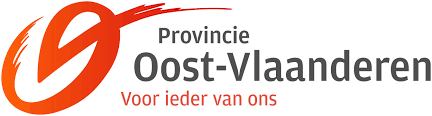 Provincie
Oost-Vlaanderen
Voor ieder van ons